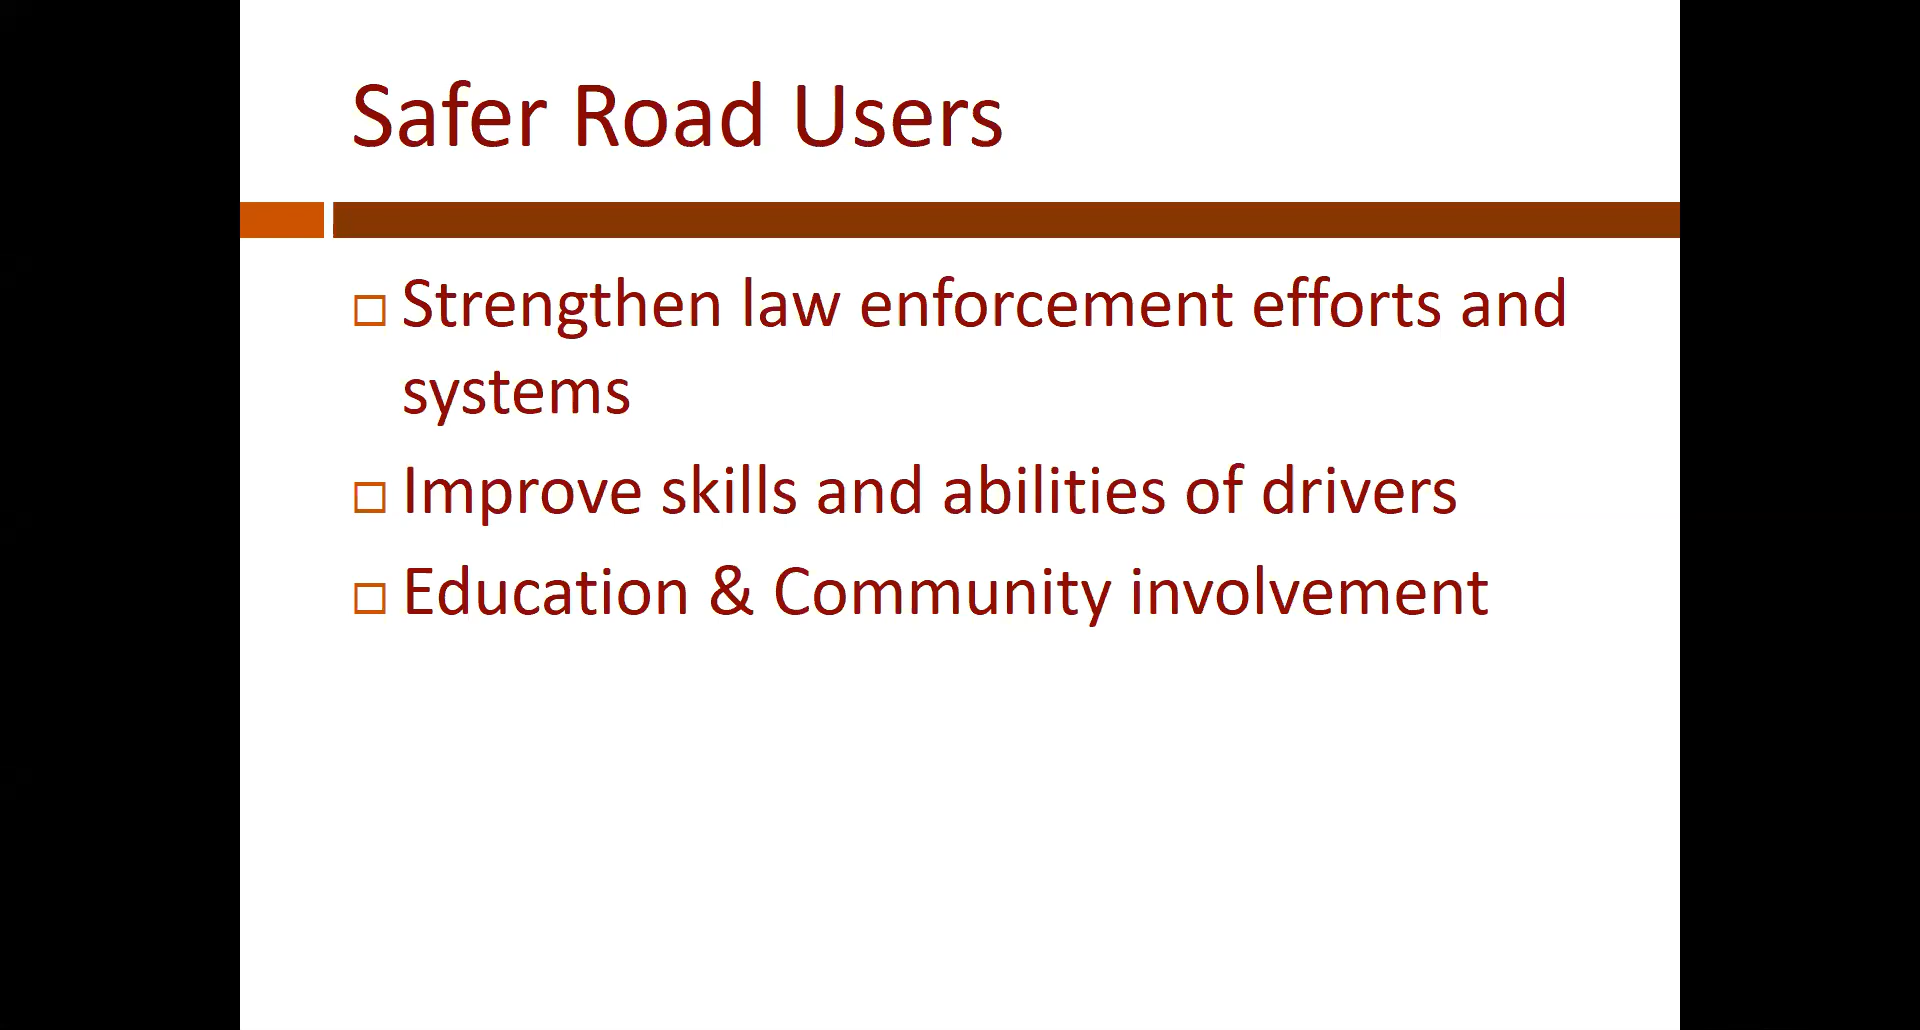 Safer Road Users
Strengthen law enforcement efforts and
systems
Improve skills and abilities of drivers
Education & Community involvement